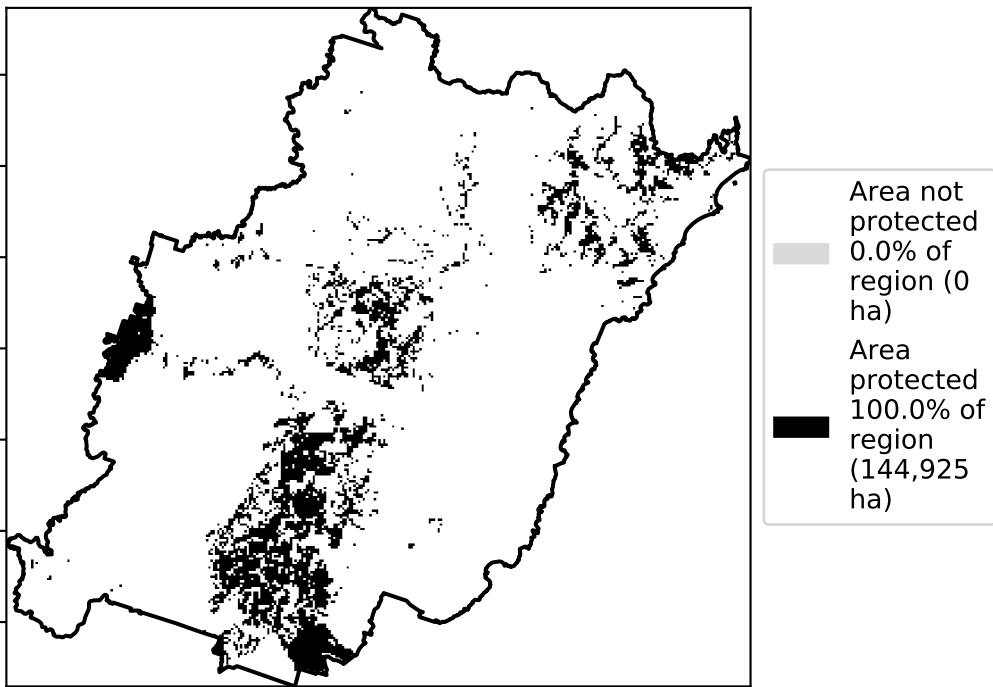 Area not
protected
0.0% of
region (0
ha)
Area
protected
100.0% of
region
(144,925
ha)